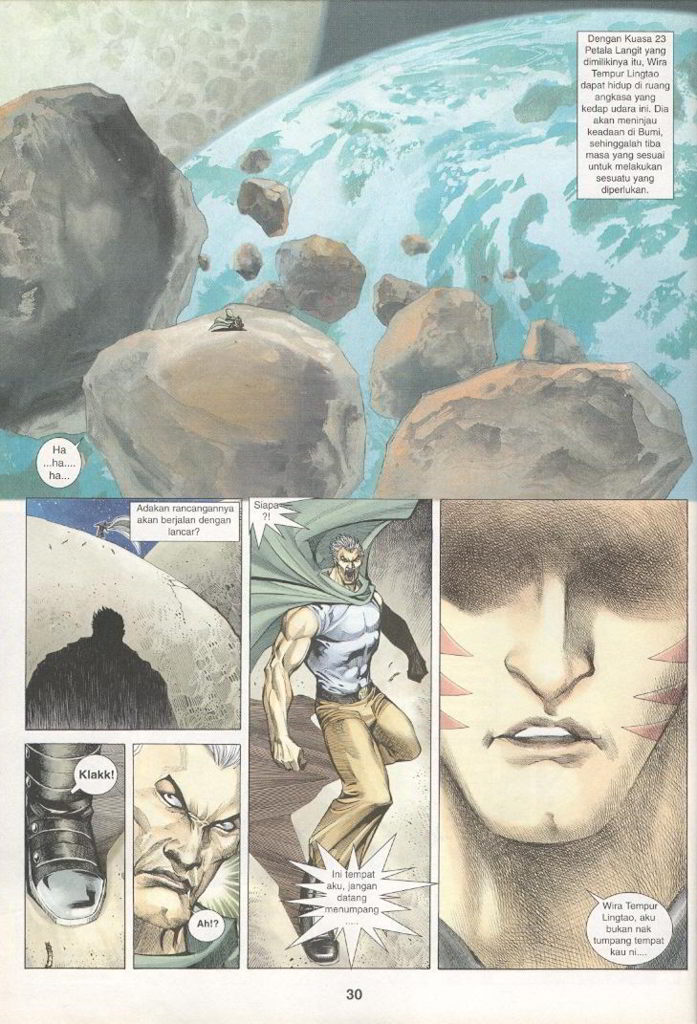 Dengan Kuasa 23
Petala Langit yang
dimilikinya itu, Wira
Tempur Lingtao
dapat hidup di ruang
angkasa yang
kedap udara ini. Dia
akan meninjau
keadaan di Bumi,
sehinggalah tiba
masa yang sesuai
untuk melakukan
sesuatu yang
diperlukan.
Ha
...ha....
ha...
Adakan rancangannya
akan berjalan dengan
lancar?
Klakk!
Ah!?
Siapa
?!
Ini tempat
aku, jangan
datang
menumpang
.....
Wira Tempur
Lingtao, aku
bukan nak
tumpang tempat
kau ni....
30